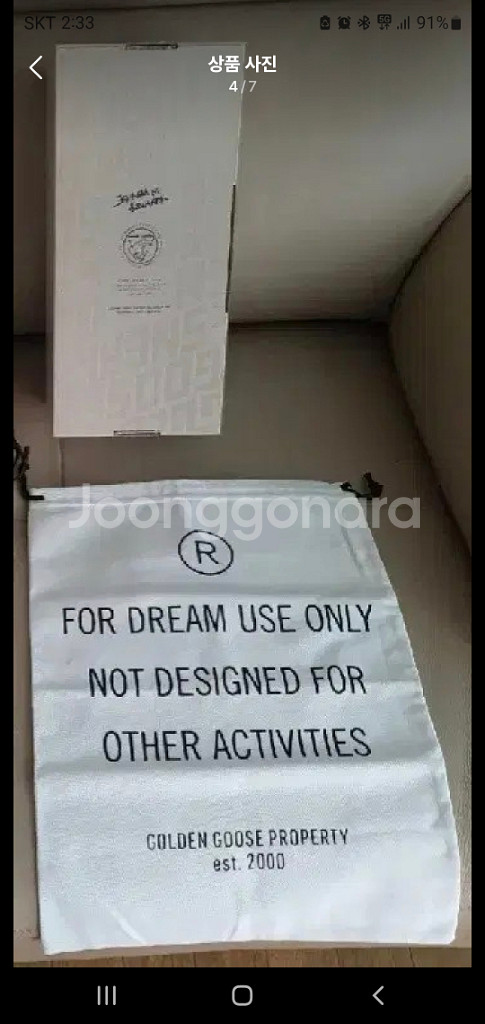 SKT 2:33
91%
상품 사진
4/7
Joonggonara
R
FOR DREAM USE ONLY
NOT DESIGNED FOR
OTHER ACTIVITIES
GOLDEN GOOSE PROPERTY
est. 2000